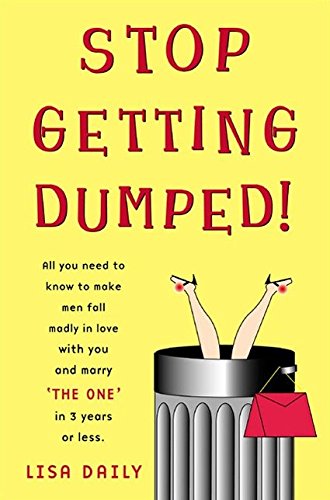 STOP
GETTING
DUMPED!
All you need to
know to make
men fall
madly in love
with you
and marry
‘THE ONE’
in 3 years
or less.
LISA DAILY